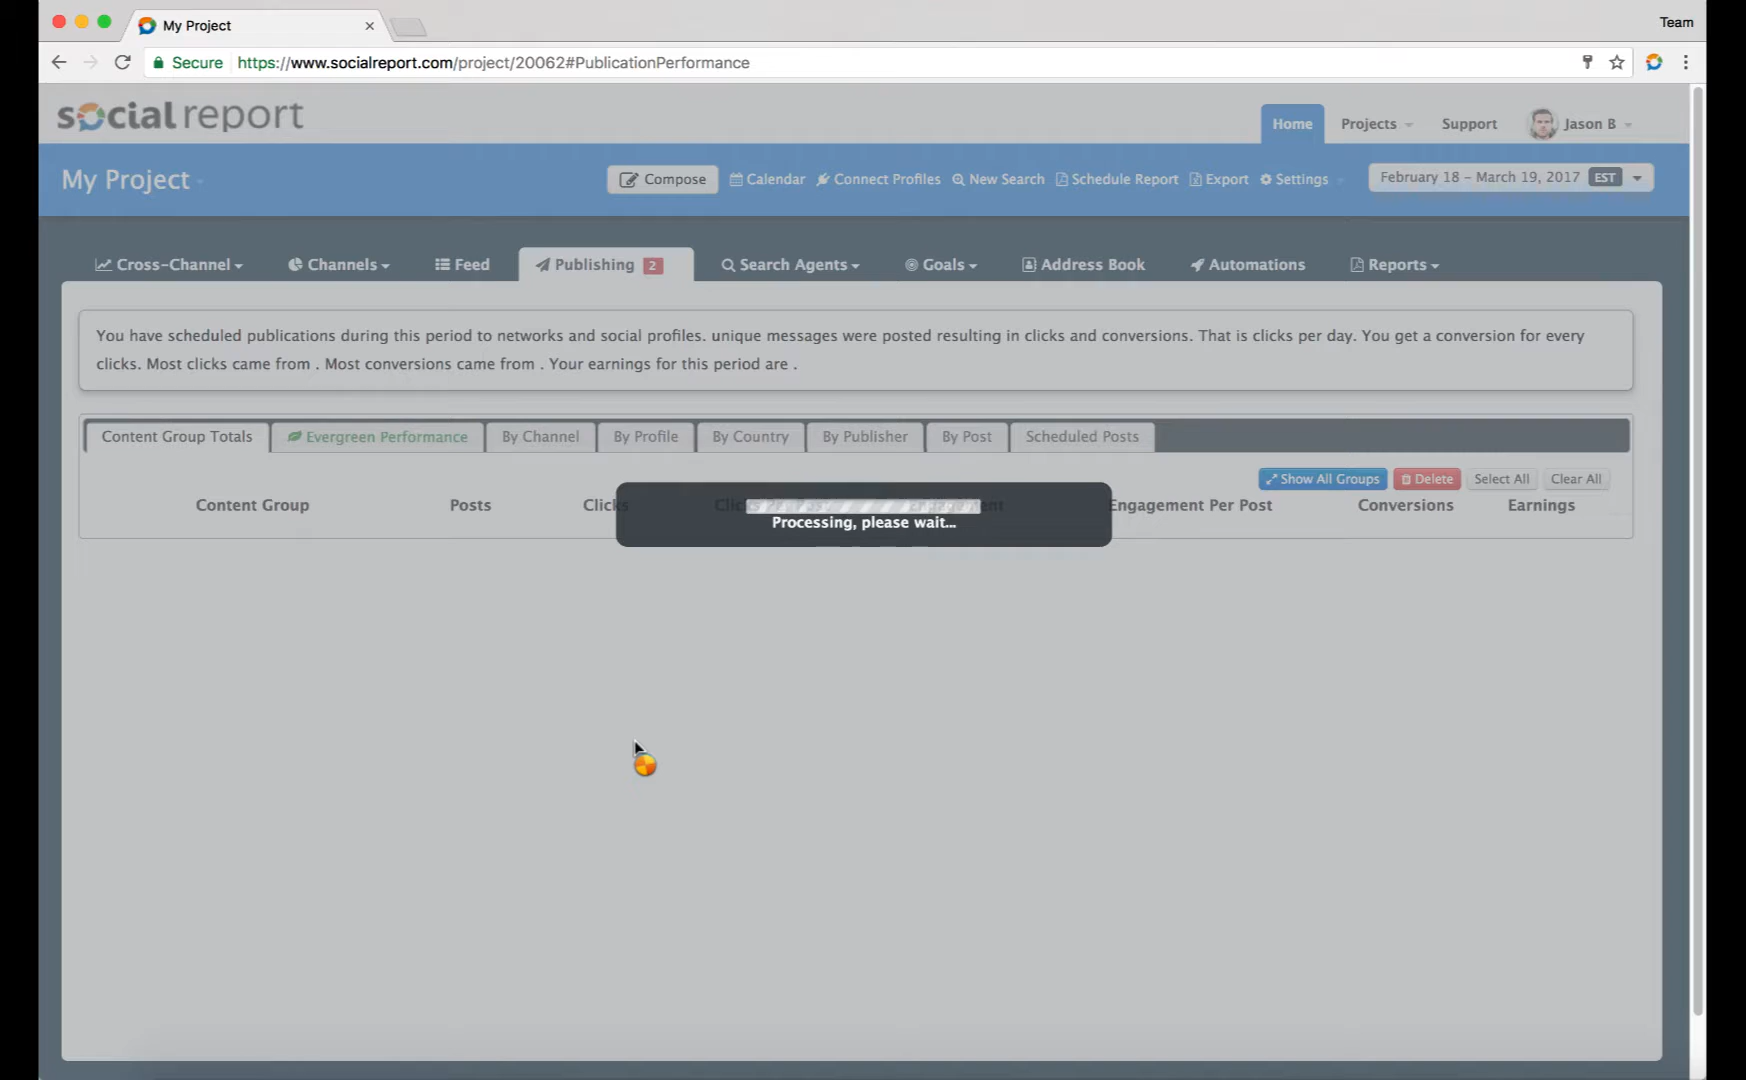 My Project
Team
Secure https://www.socialreport.com/project/20062#PublicationPerformance
social report
Home Projects Support Jason B
My Project
Compose Calendar Connect Profiles New Search Schedule Report Export Settings February 18 - March 19, 2017 EST
Cross-Channel Channels Feed Publishing 2 Search Agents Goals Address Book Automations Reports
You have scheduled publications during this period to networks and social profiles. unique messages were posted resulting in clicks and conversions. That is clicks per day. You get a conversion for every
clicks. Most clicks came from . Most conversions came from . Your earnings for this period are .
Content Group Totals Evergreen Performance By Channel By Profile By Country By Publisher By Post Scheduled Posts
Show All Groups Delete Select All Clear All
Content Group Posts Clicks Engagement Per Post Conversions Earnings
Processing, please wait...